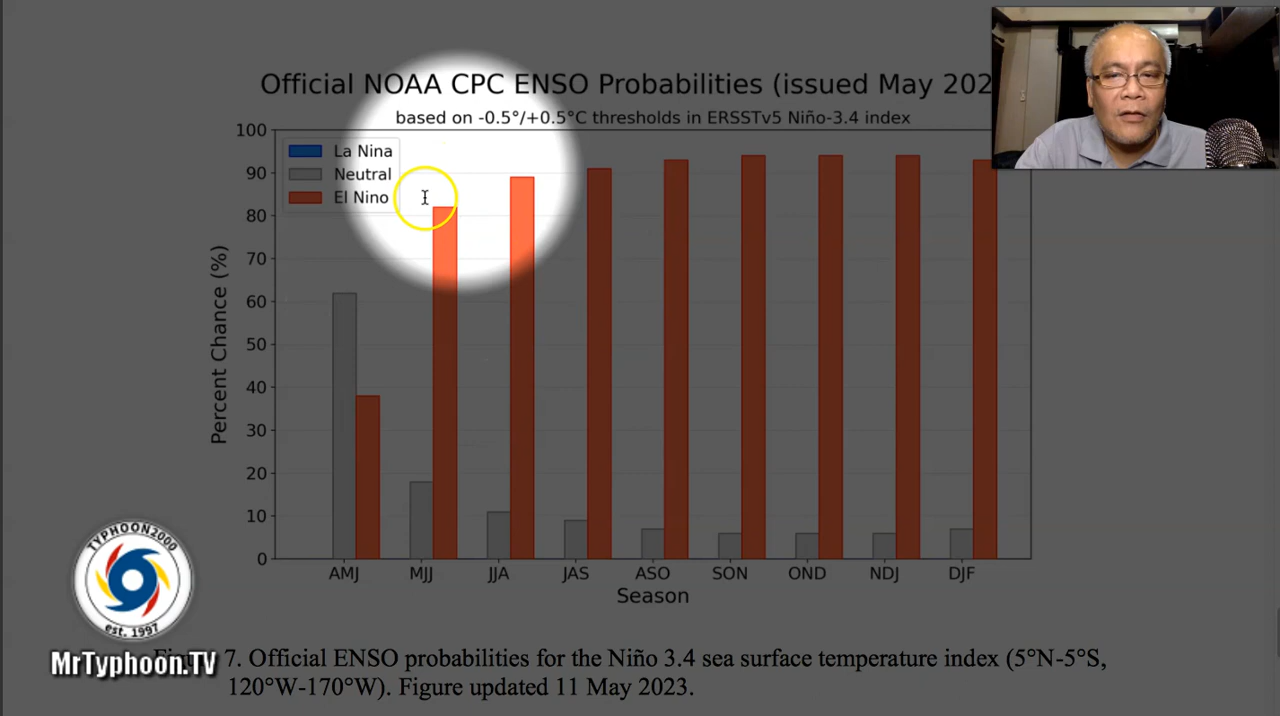 Official NOAA CPC ENSO Probabilities (issued May 202
based on -0.5°/+0.5°C thresholds in ERSSTv5 Niño-3.4 index
La Nina
Neutral
El Nino
Percent Chance (%)
100
90
80
70
60
50
40
30
20
10
0
AMJ MJJ JJA JAS ASO SON OND NDJ DJF
Season
TYPHOON2000
est. 1997
MrTyphoon.TV
7. Official ENSO probabilities for the Niño 3.4 sea surface temperature index (5°N-5°S,
120°W-170°W). Figure updated 11 May 2023.